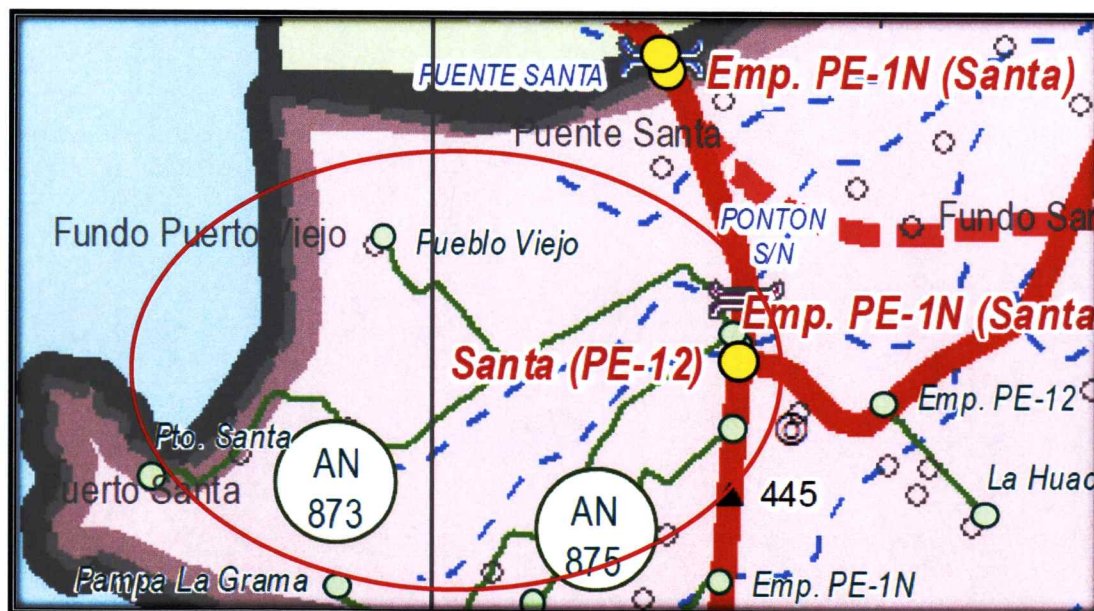 PUENTE SANTA
Emp. PE-1N (Santa)
Puente Santa
Fundo Puerto Viejo
Pueblo Viejo
PONTON
S/N
Fundo San
Emp. PE-1N (Santa
Santa (PE-12)
Emp. PE-12
Pto. Santa
Puerto Santa
AN
873
AN
875
445
La Huac
Pampa La Grama
Emp. PE-1N